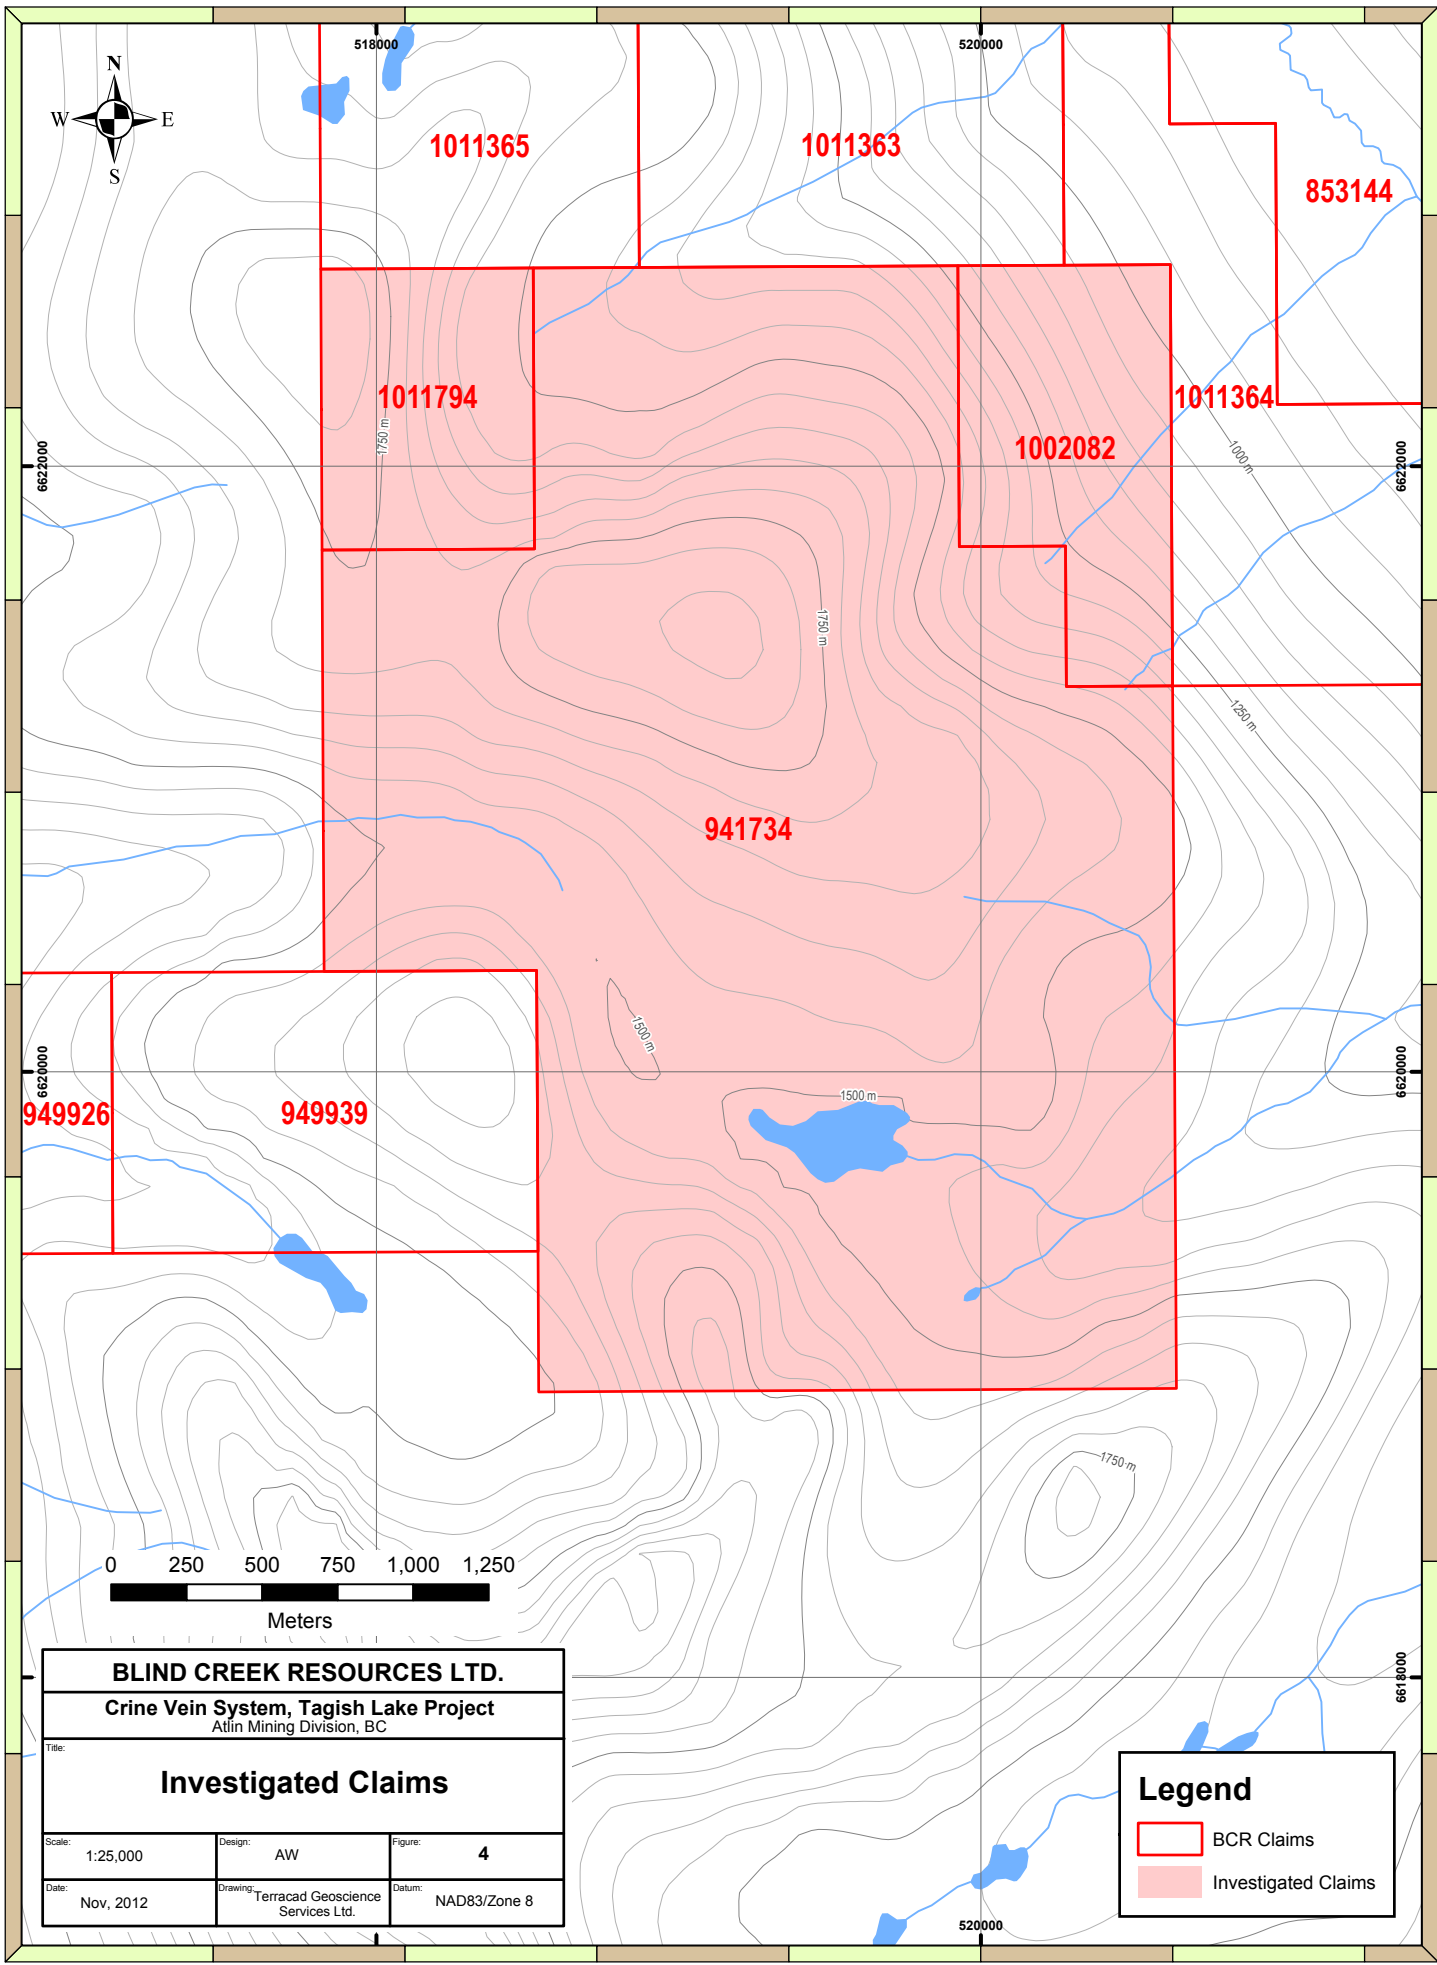 518000
520000
N
W
E
S
1011365
1011363
853144
1011794
1011364
1002082
1750 m
1000 m
6622000
6622000
1750 m
1250 m
941734
1500 m
6620000
6620000
1500 m
949926
949939
1750 m
0 250 500 750 1,000 1,250
Meters
6618000
BLIND CREEK RESOURCES LTD.
Crine Vein System, Tagish Lake Project
Atlin Mining Division, BC
Title:
Investigated Claims
Scale:
1:25,000
Design:
AW
Figure:
4
Date:
Nov, 2012
Drawing:
Terracad Geoscience
Services Ltd.
Datum:
NAD83/Zone 8
Legend
BCR Claims
Investigated Claims
520000